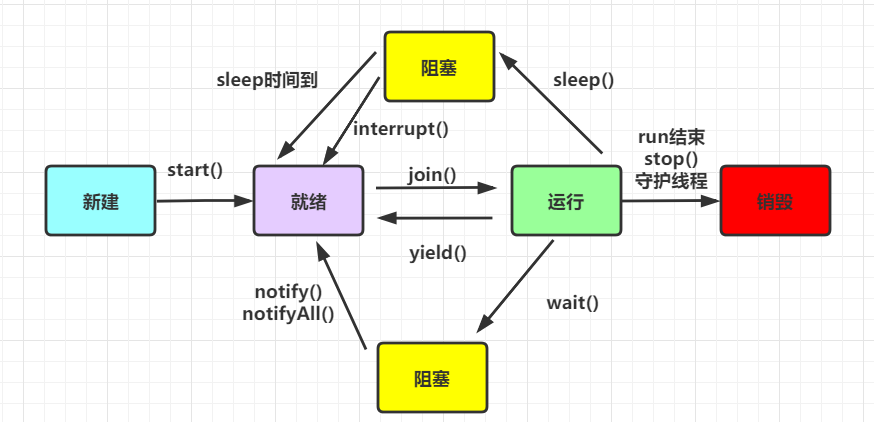 阻塞
sleep时间到
sleep()
interrupt()
run结束
stop()
守护线程
start()
join()
新建
就绪
运行
销毁
yield()
notify()
notifyAll()
wait()
阻塞